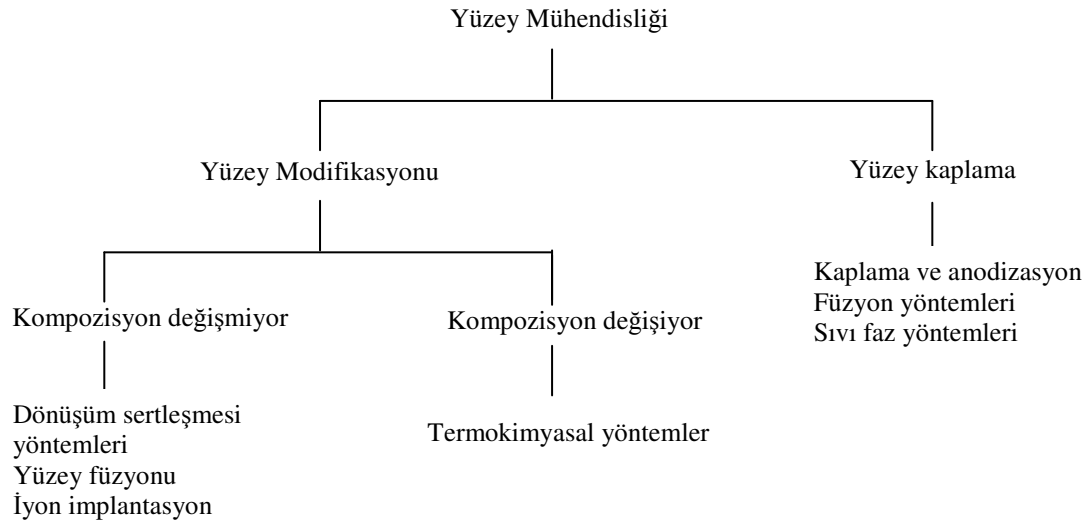 Yüzey Mühendisliği
Yüzey Modifikasyonu
Yüzey kaplama
Kompozisyon değişmiyor
Kompozisyon değişiyor
Kaplama ve anodizasyon
Füzyon yöntemleri
Sıvı faz yöntemleri
Dönüşüm sertleşmesi
yöntemleri
Yüzey füzyonu
İyon implantasyon
Termokimyasal yöntemler